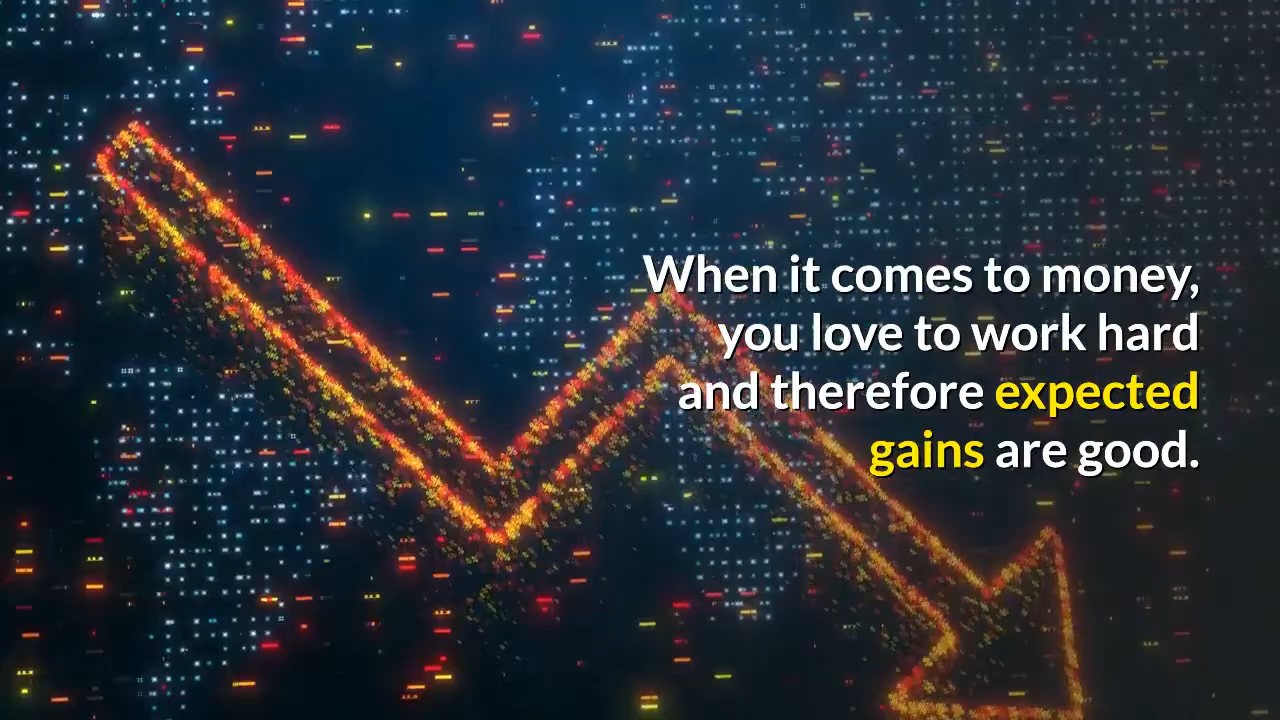 When it comes to money,
you love to work hard
and therefore expected
gains are good.